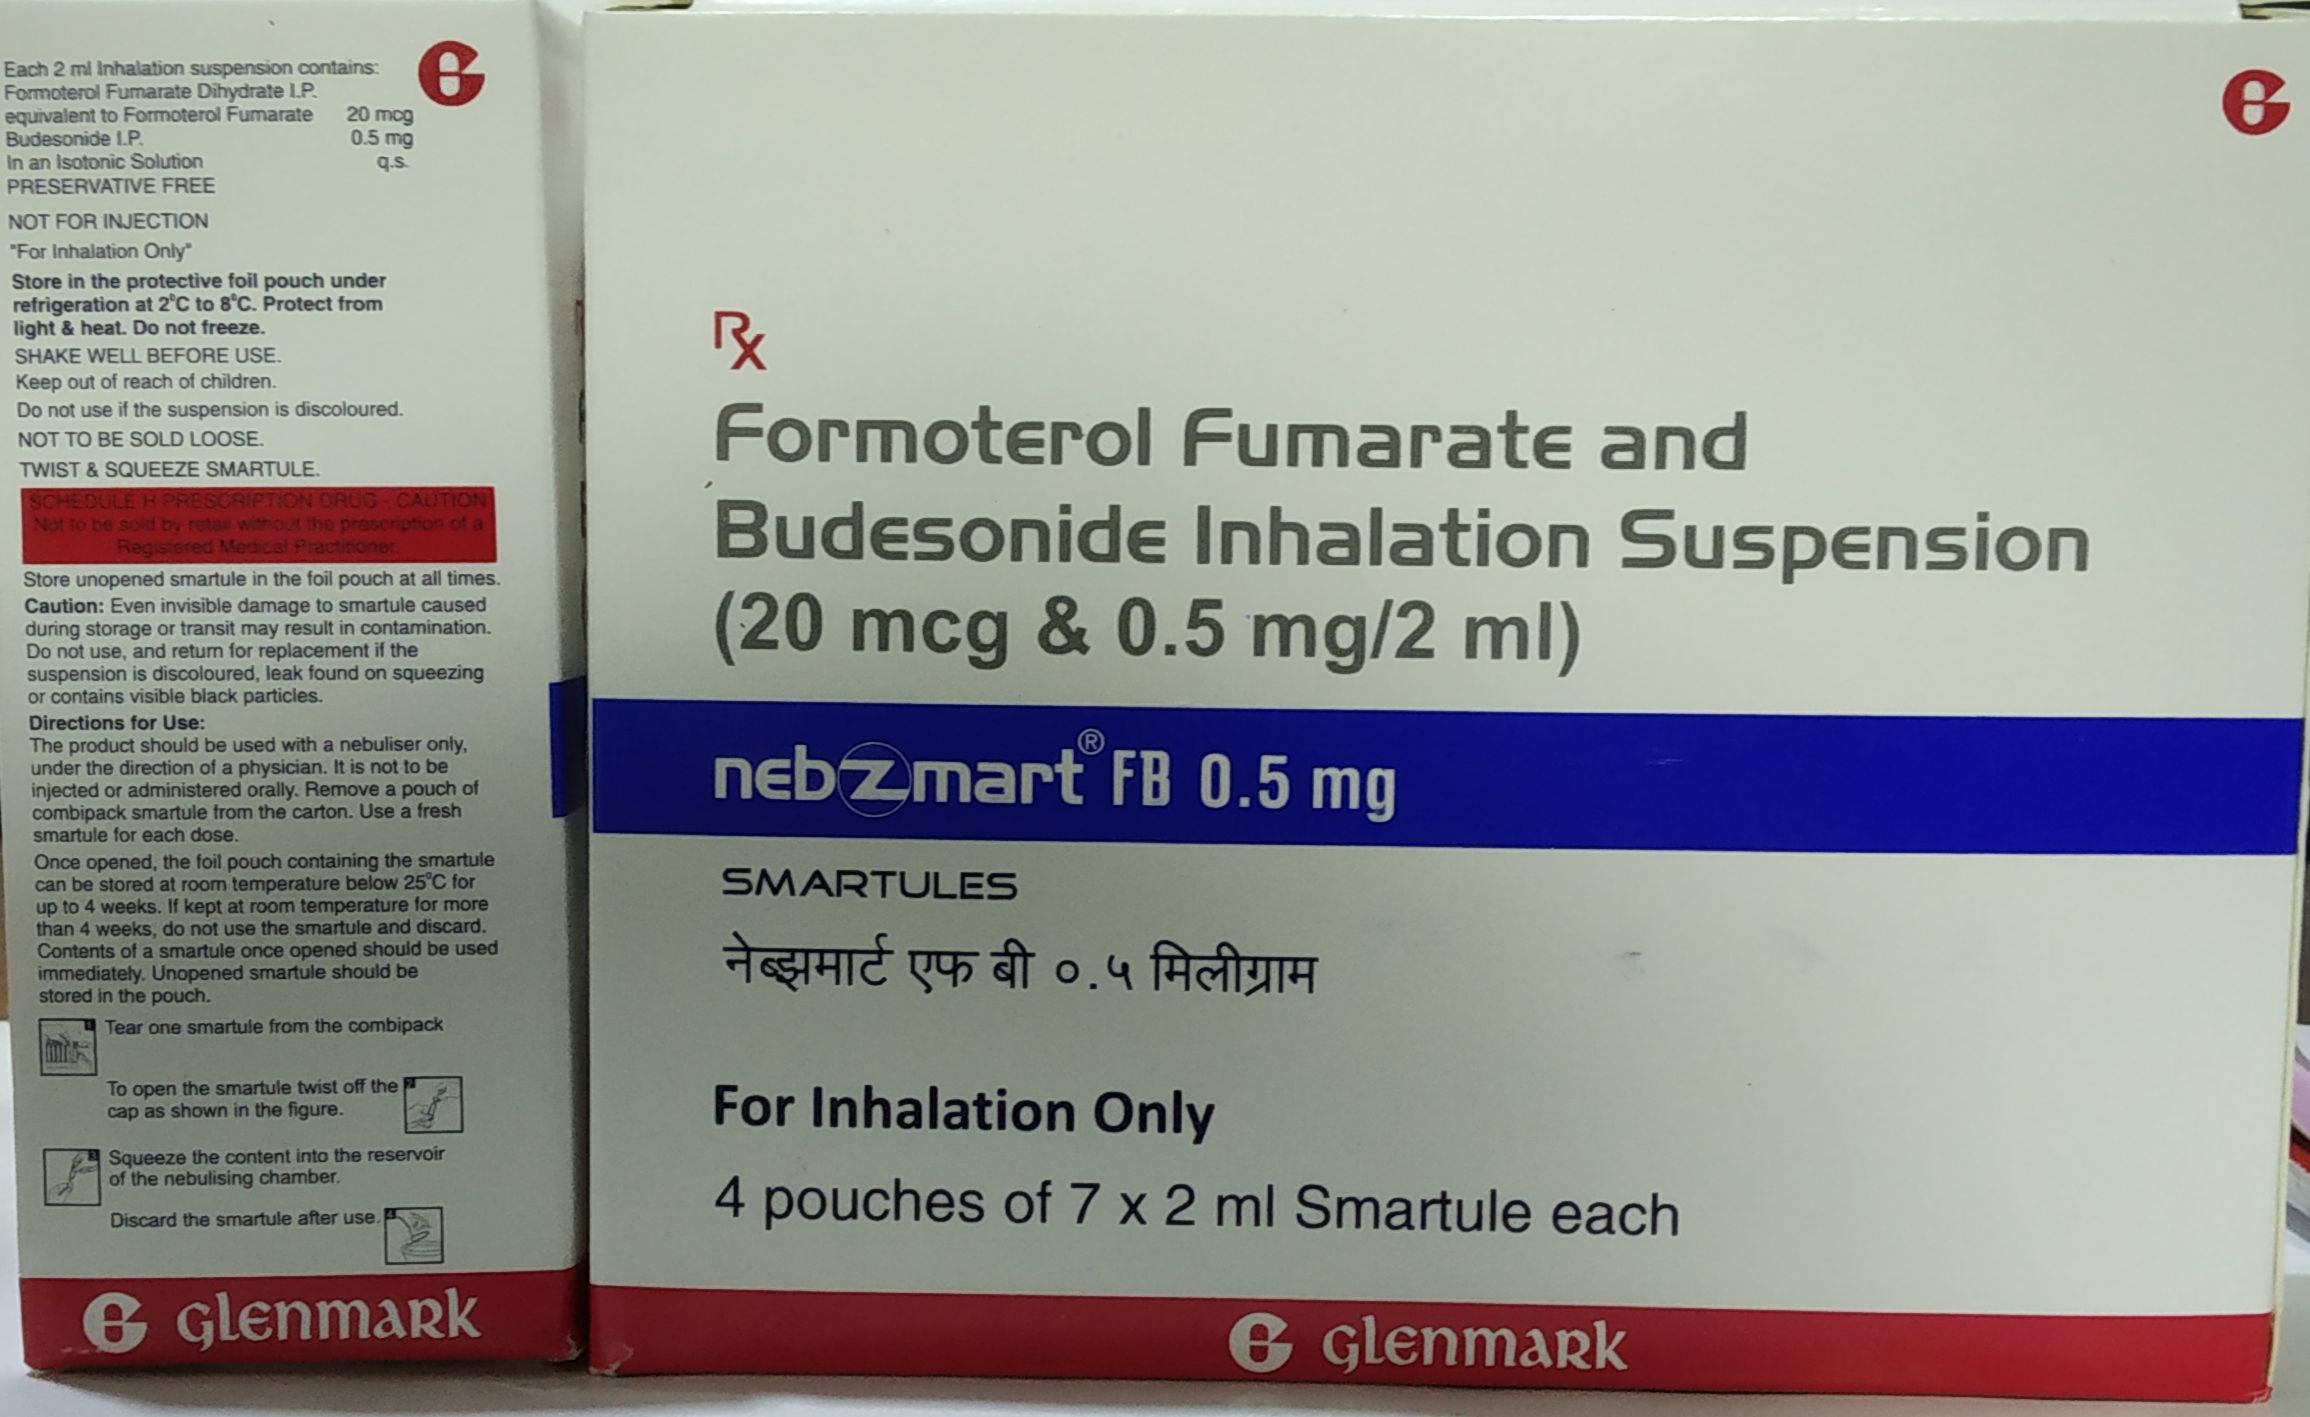 Each 2 ml Inhalation suspension contains:
Formoterol Fumarate Dihydrate I.P.
equivalent to Formoterol Fumarate 20 mcg
Budesonide I.P. 0.5 mg
In an Isotonic Solution q.s.
PRESERVATIVE FREE
NOT FOR INJECTION
"For Inhalation Only"
Store in the protective foil pouch under
refrigeration at 2°C to 8°C. Protect from
light & heat. Do not freeze.
SHAKE WELL BEFORE USE.
Keep out of reach of children.
Do not use if the suspension is discoloured.
NOT TO BE SOLD LOOSE.
TWIST & SQUEEZE SMARTULE.
SCHEDULE H PRESCRIPTION DRUG - CAUTION
Not to be sold by retail without the prescription of a
Registered Medical Practitioner.
Store unopened smartule in the foil pouch at all times.
Caution: Even invisible damage to smartule caused
during storage or transit may result in contamination.
Do not use, and return for replacement if the
suspension is discoloured, leak found on squeezing
or contains visible black particles.
Directions for Use:
The product should be used with a nebuliser only,
under the direction of a physician. It is not to be
injected or administered orally. Remove a pouch of
combipack smartule from the carton. Use a fresh
smartule for each dose.
Once opened, the foil pouch containing the smartule
can be stored at room temperature below 25°C for
up to 4 weeks. If kept at room temperature for more
than 4 weeks, do not use the smartule and discard.
Contents of a smartule once opened should be used
immediately. Unopened smartule should be
stored in the pouch.
1 Tear one smartule from the combipack
To open the smartule twist off the 2
cap as shown in the figure.
3 Squeeze the content into the reservoir
of the nebulising chamber.
Discard the smartule after use. 4
Glenmark
Rx
Formoterol Fumarate and
Budesonide Inhalation Suspension
(20 mcg & 0.5 mg/2 ml)
nebzmart® FB 0.5 mg
SMARTULES
नेब्झमार्ट एफ बी ०.५ मिलीग्राम
For Inhalation Only
4 pouches of 7 x 2 ml Smartule each
Glenmark